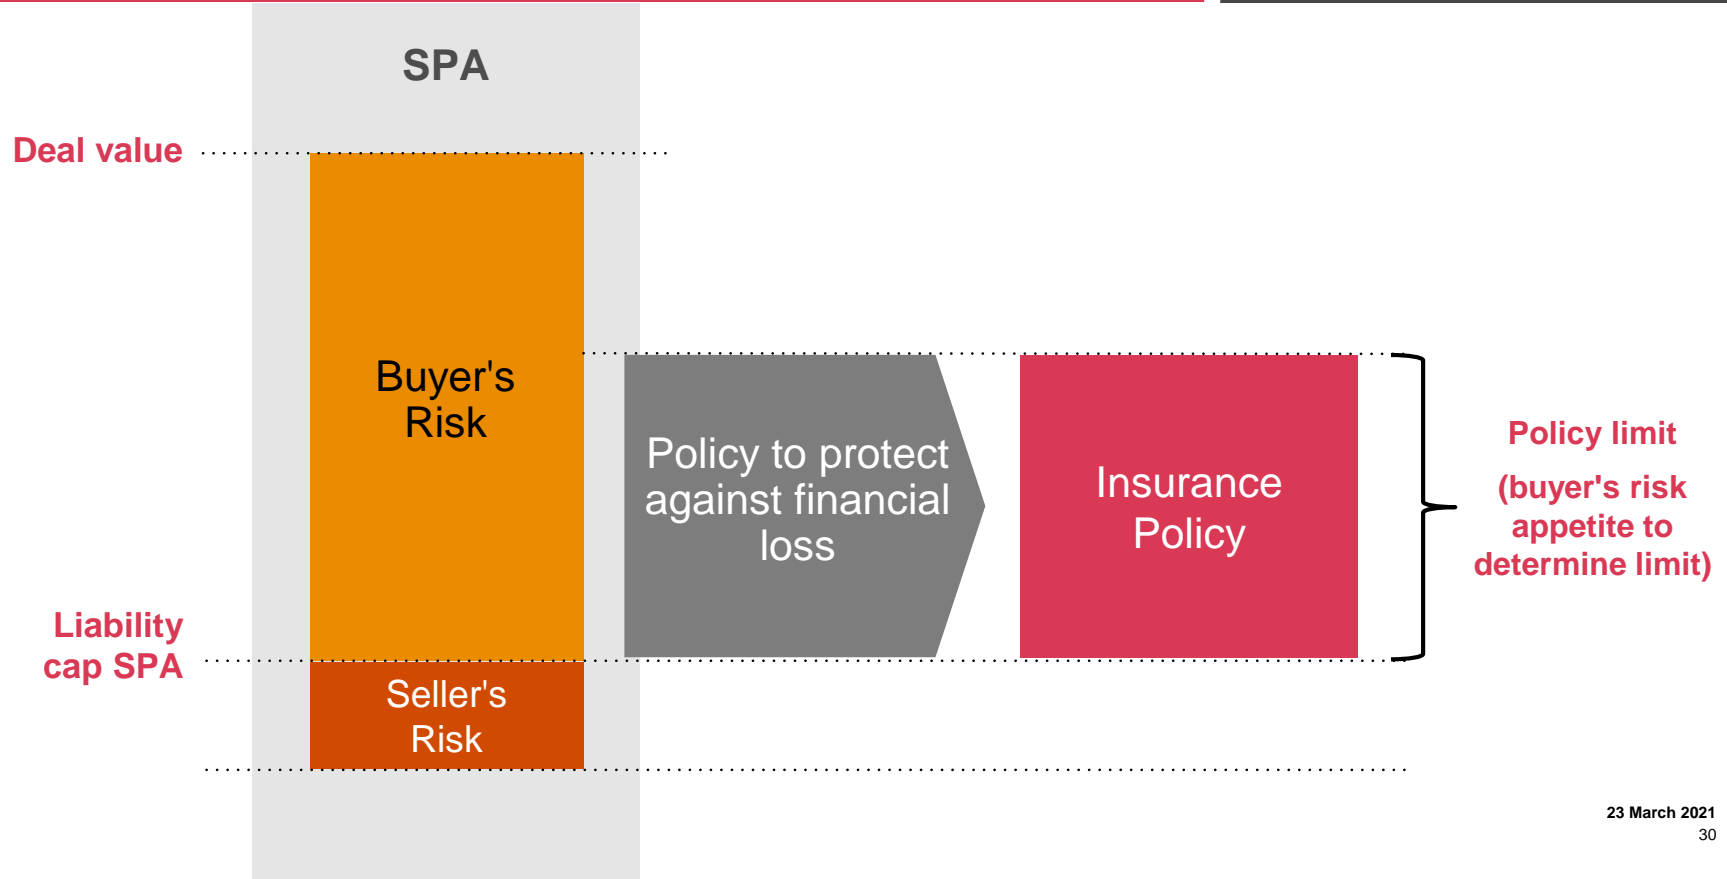 SPA
Deal value
Buyer's
Risk
Policy to protect
against financial
loss
Insurance
Policy
Policy limit
(buyer's risk
appetite to
determine limit)
Liability
cap SPA
Seller's
Risk
23 March 2021
30